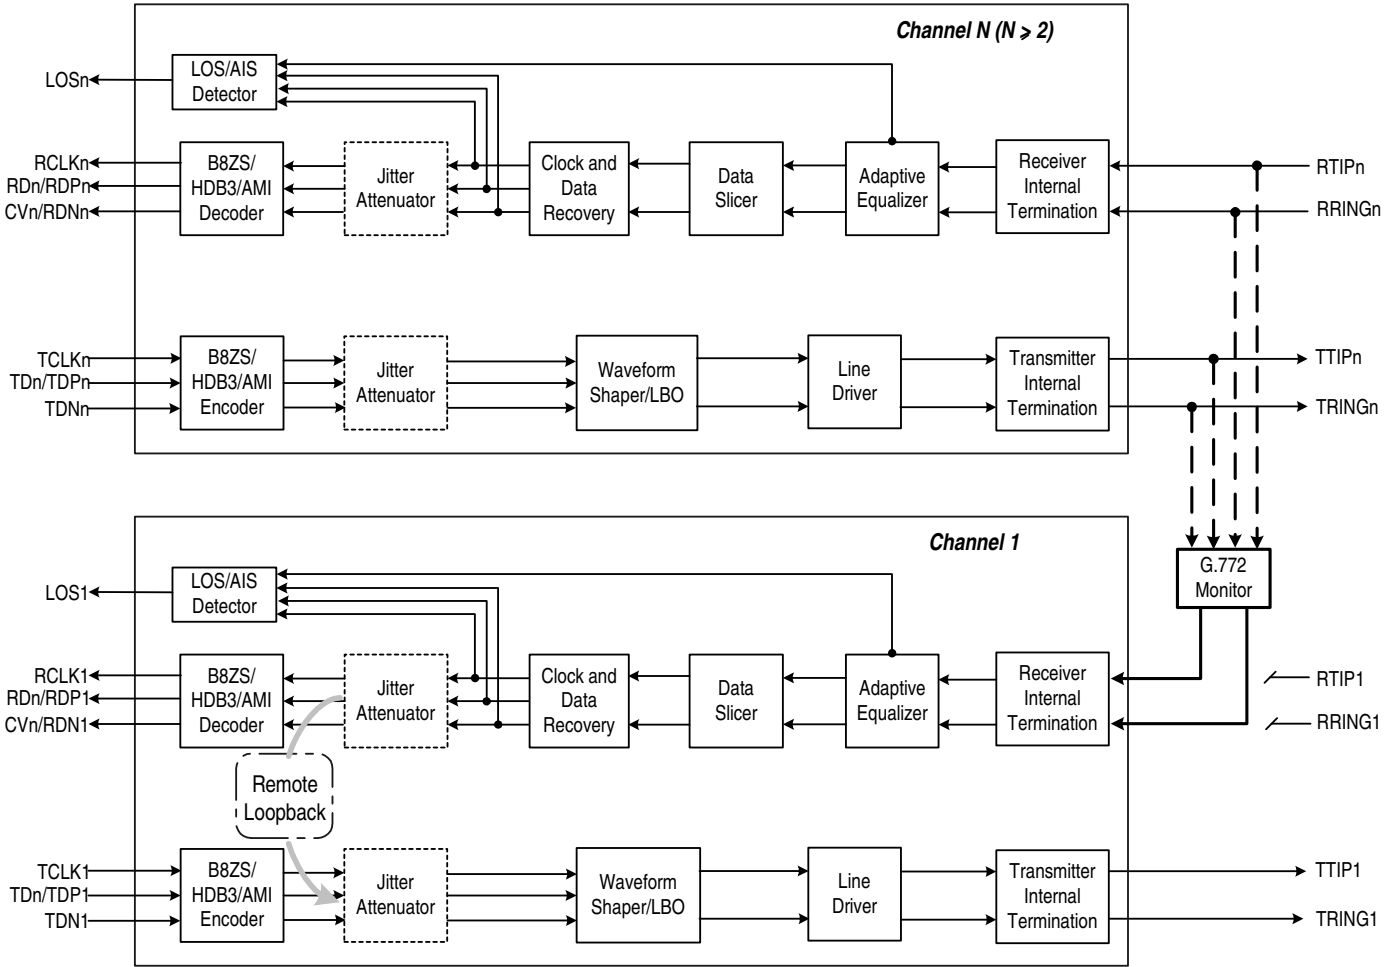 Channel N (N ⩾ 2)
LOSn
LOS/AIS
Detector
RCLKn
RDn/RDPn
CVn/RDNn
B8ZS/
HDB3/AMI
Decoder
Jitter
Attenuator
Clock and
Data
Recovery
Data
Slicer
Adaptive
Equalizer
Receiver
Internal
Termination
RTIPn
RRINGn
TCLKn
TDn/TDPn
TDNn
B8ZS/
HDB3/AMI
Encoder
Jitter
Attenuator
Waveform
Shaper/LBO
Line
Driver
Transmitter
Internal
Termination
TTIPn
TRINGn
Channel 1
G.772
Monitor
LOS1
LOS/AIS
Detector
RCLK1
RDn/RDP1
CVn/RDN1
B8ZS/
HDB3/AMI
Decoder
Jitter
Attenuator
Clock and
Data
Recovery
Data
Slicer
Adaptive
Equalizer
Receiver
Internal
Termination
RTIP1
RRING1
Remote
Loopback
TCLK1
TDn/TDP1
TDN1
B8ZS/
HDB3/AMI
Encoder
Jitter
Attenuator
Waveform
Shaper/LBO
Line
Driver
Transmitter
Internal
Termination
TTIP1
TRING1